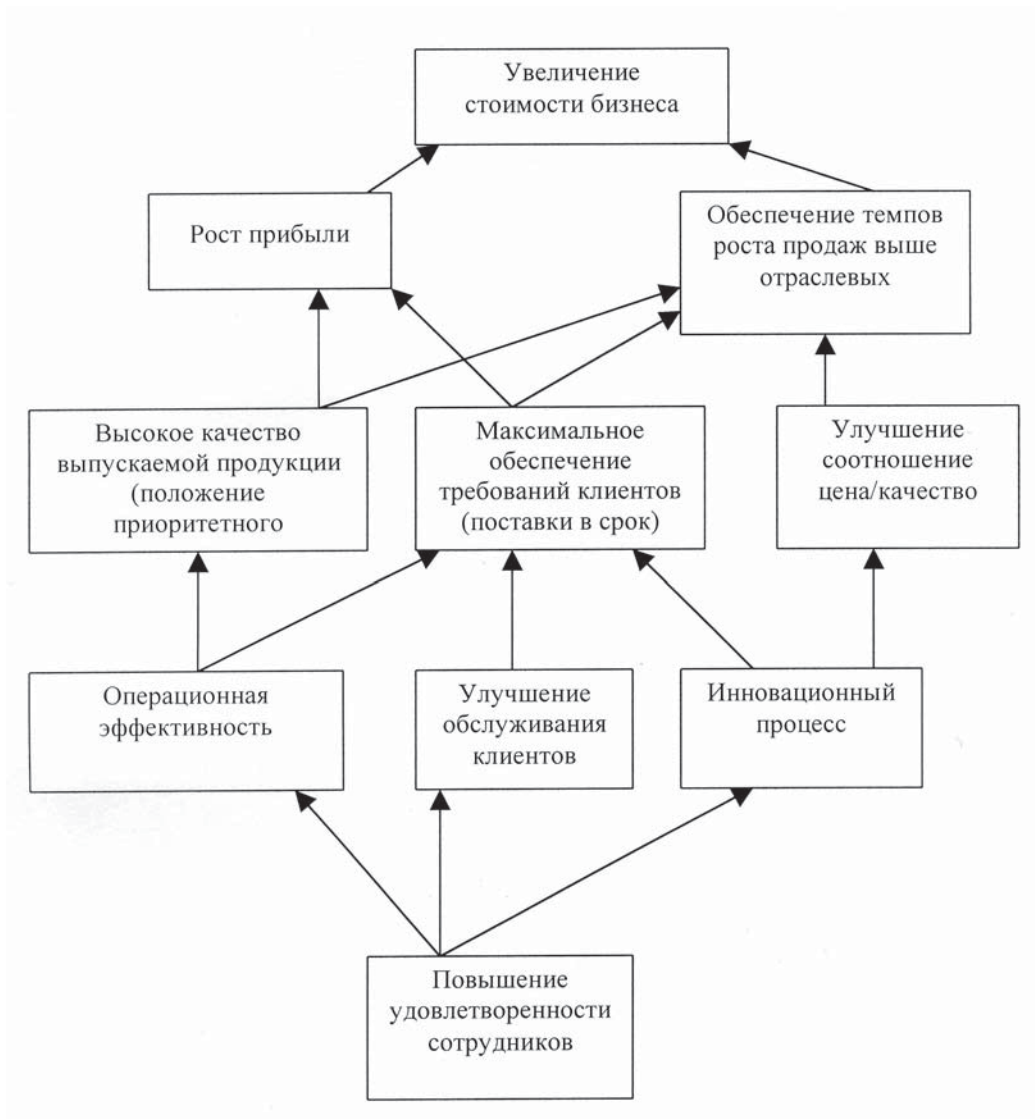 Увеличение
стоимости бизнеса
Рост прибыли
Обеспечение темпов
роста продаж выше
отраслевых
Высокое качество
выпускаемой продукции
(положение
приоритетного
Максимальное
обеспечение
требований клиентов
(поставки в срок)
Улучшение
соотношение
цена/качество
Операционная
эффективность
Улучшение
обслуживания
клиентов
Инновационный
процесс
Повышение
удовлетворенности
сотрудников